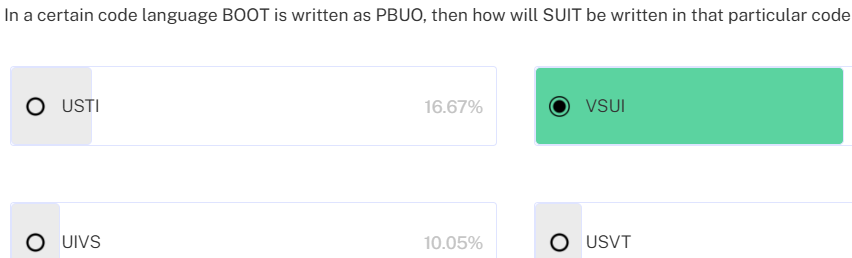 In a certain code language BOOT is written as PBUO, then how will SUIT be written in that particular code
USTI 16.67% VSUI
UIVS 10.05% USVT